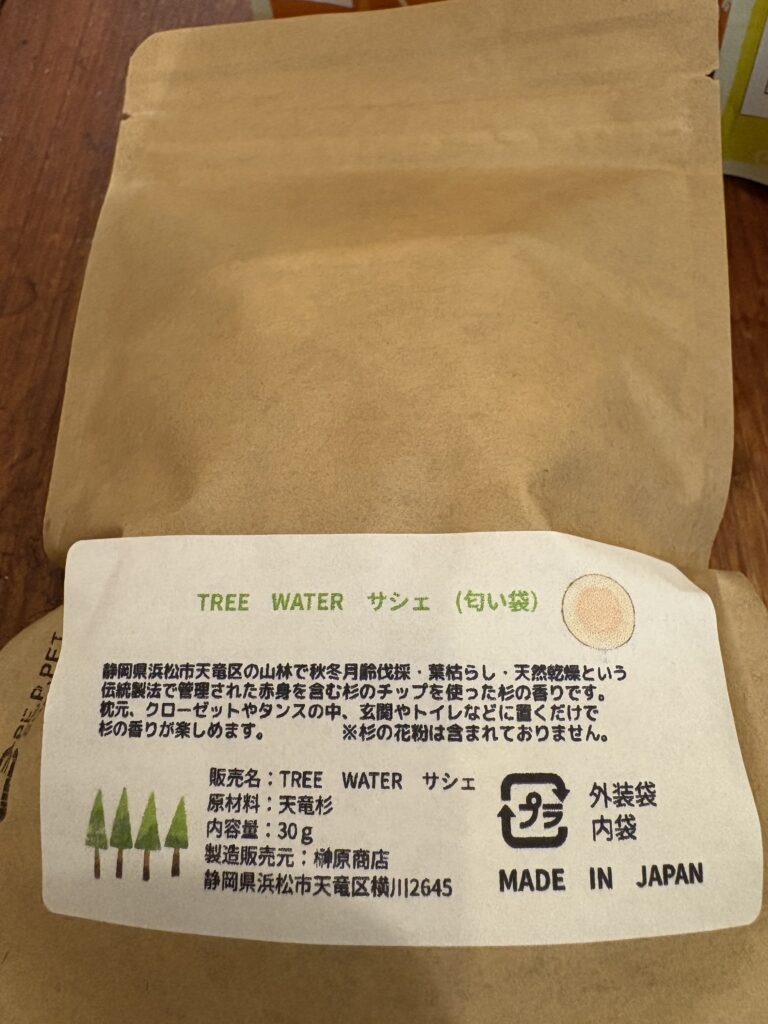 TREE WATER サシェ (匂い袋)
静岡県浜松市天竜区の山林で秋冬月齢伐採・葉枯らし・天然乾燥という
伝統製法で管理された赤身を含む杉のチップを使った杉の香りです。
枕元、クローゼットやタンスの中、玄関やトイレなどに置くだけで
杉の香りが楽しめます。 ※杉の花粉は含まれておりません。
販売名：TREE WATER サシェ
原材料：天竜杉
内容量：30g
製造販売元：榊原商店
静岡県浜松市天竜区横川2645
プラ
外装袋
内袋
MADE IN JAPAN